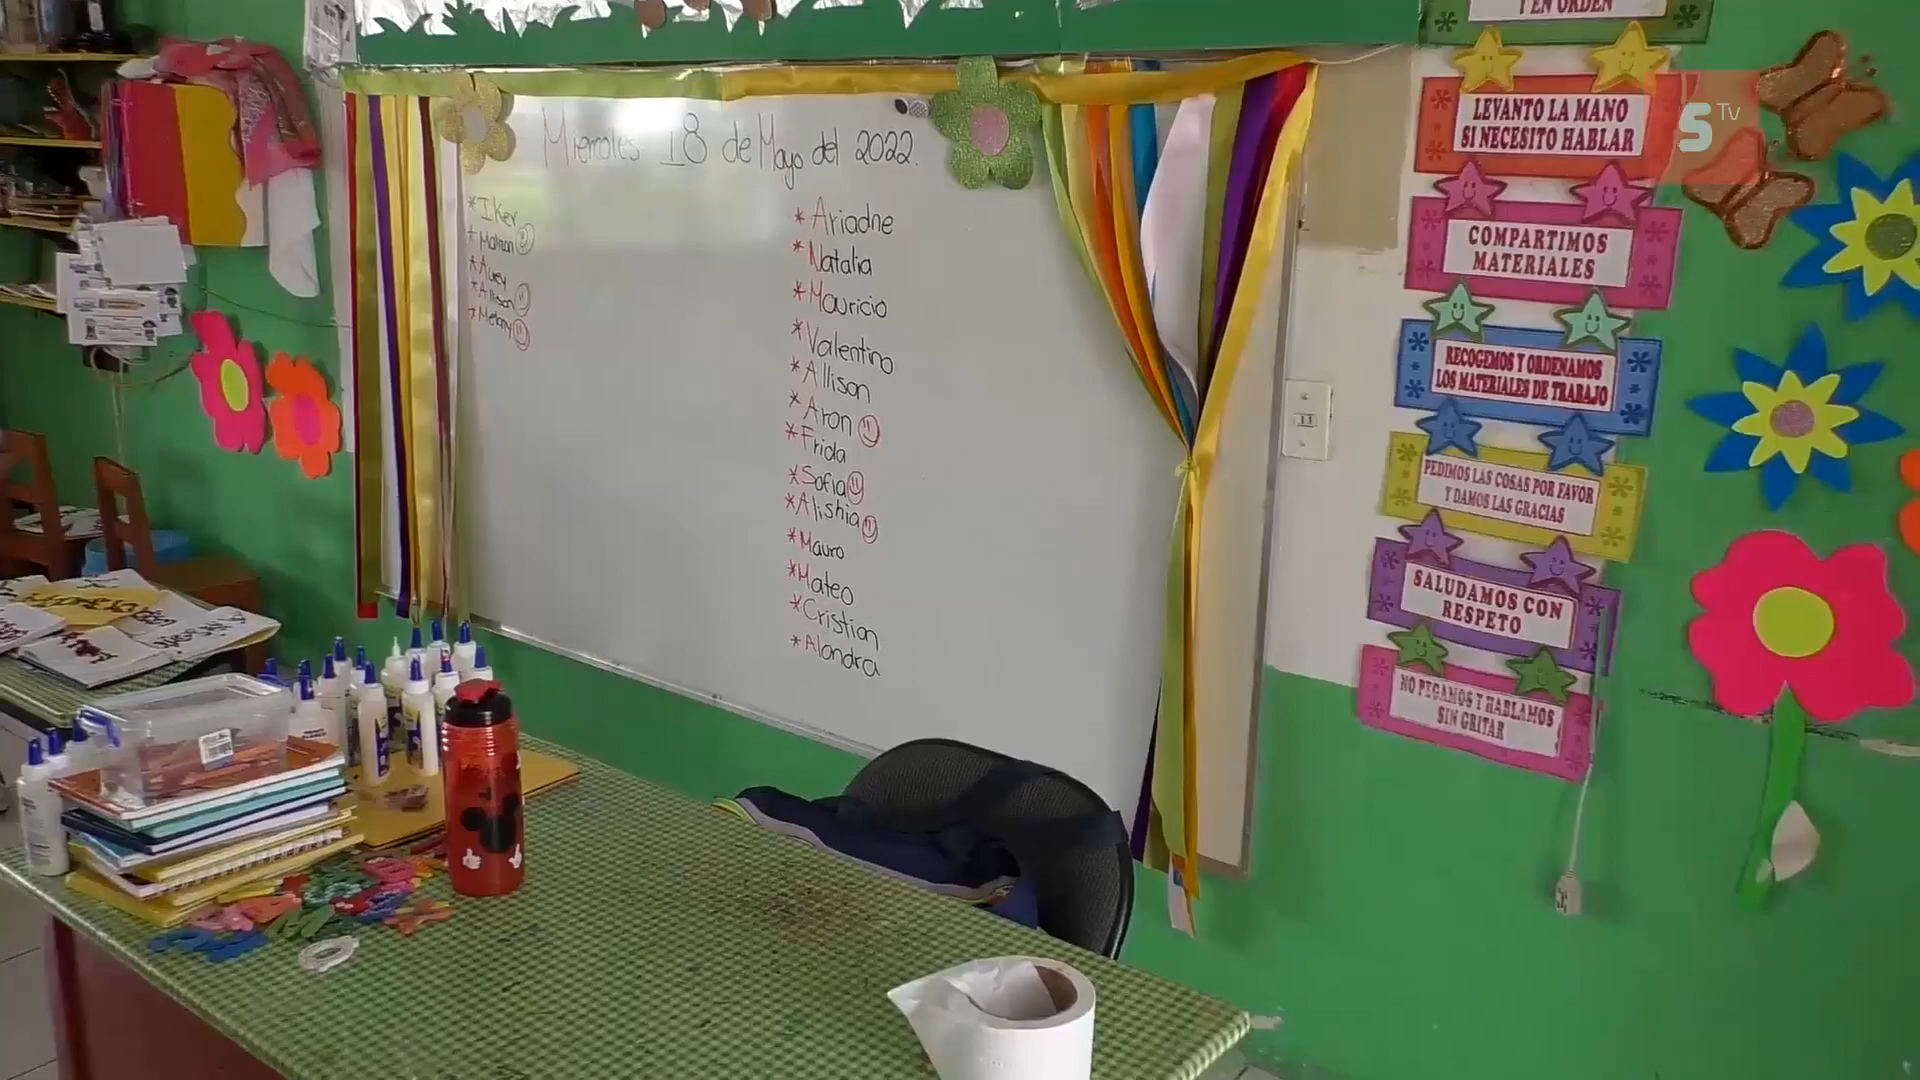 Y EN ORDEN
Miercoles 18 de Mayo del 2022.
*Iker
*Allison
*Ariadne
*Natalia
*Mauricio
*Valentino
*Allison
*Aron
*Frida
*Sofia
*Alishia
*Mauro
*Mateo
*Cristian
*Alondra
LEVANTO LA MANO
SI NECESITO HABLAR
COMPARTIMOS
MATERIALES
RECOGEMOS Y ORDENAMOS
LOS MATERIALES DE TRABAJO
PEDIMOS LAS COSAS POR FAVOR
Y DAMOS LAS GRACIAS
SALUDAMOS CON
RESPETO
NO PEGAMOS Y HABLAMOS
SIN GRITAR
STV